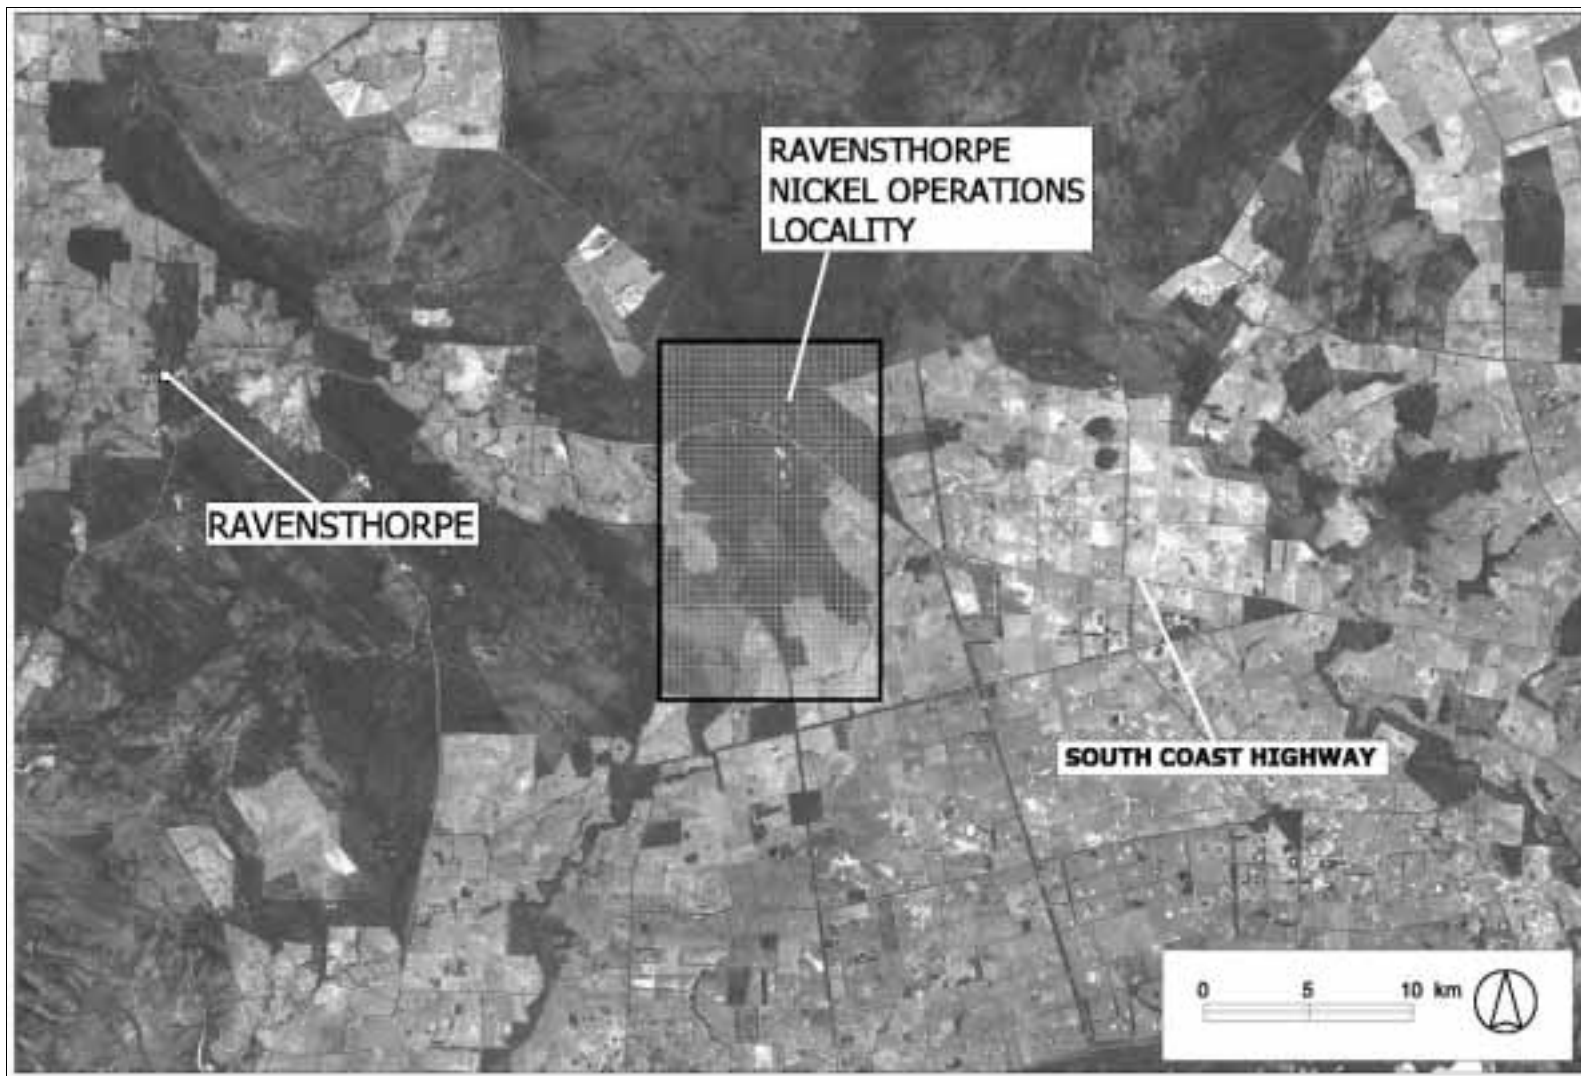 RAVENSTHORPE
NICKEL OPERATIONS
LOCALITY
RAVENSTHORPE
SOUTH COAST HIGHWAY
0 5 10 km